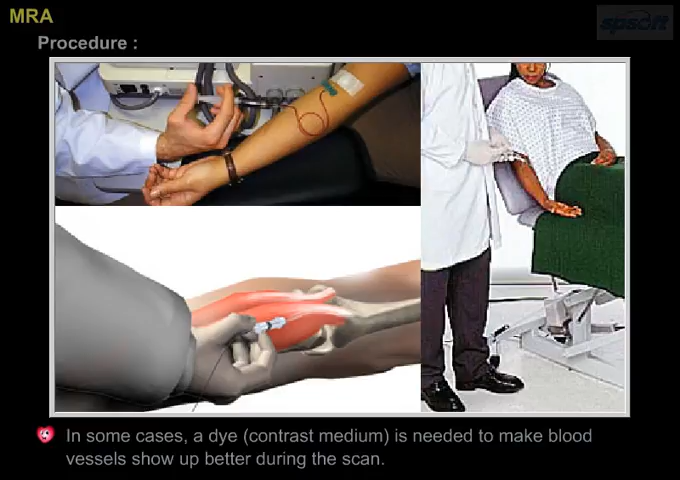 MRA
spsoft
Procedure :
In some cases, a dye (contrast medium) is needed to make blood
vessels show up better during the scan.